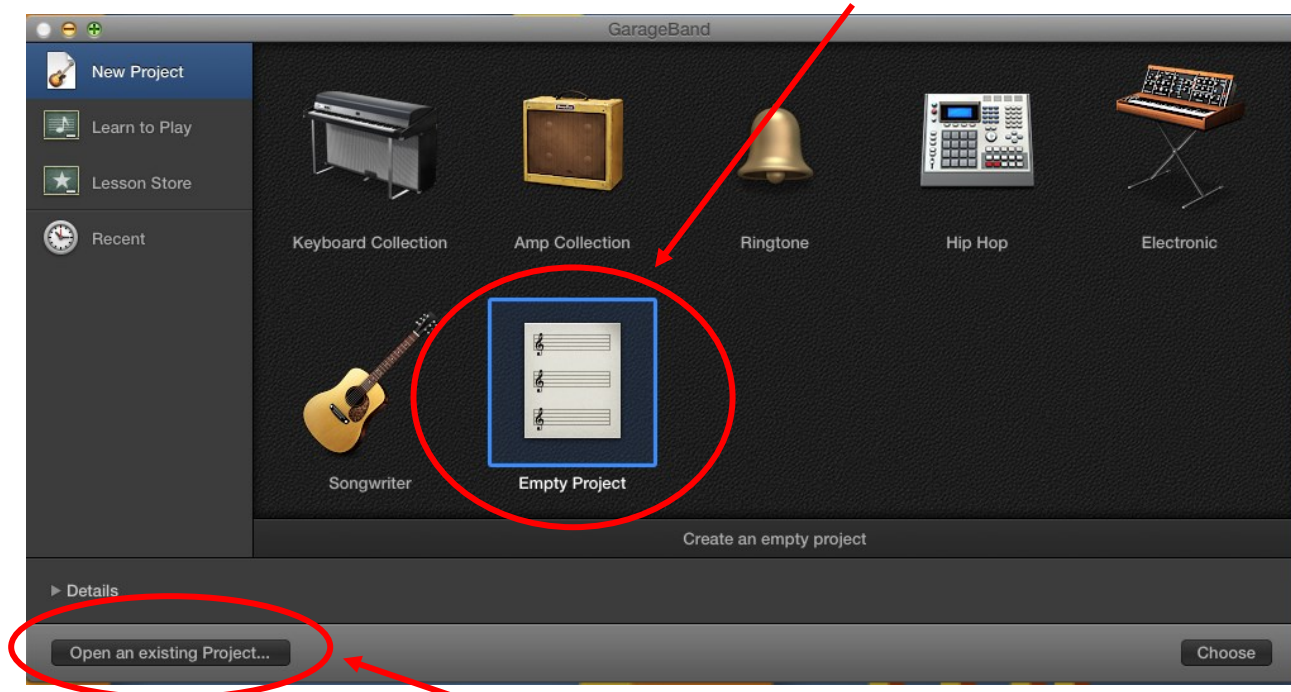 GarageBand
New Project
Learn to Play
Lesson Store
Recent
Keyboard Collection
Amp Collection
Ringtone
Hip Hop
Electronic
Songwriter
Empty Project
Create an empty project
Details
Open an existing Project...
Choose